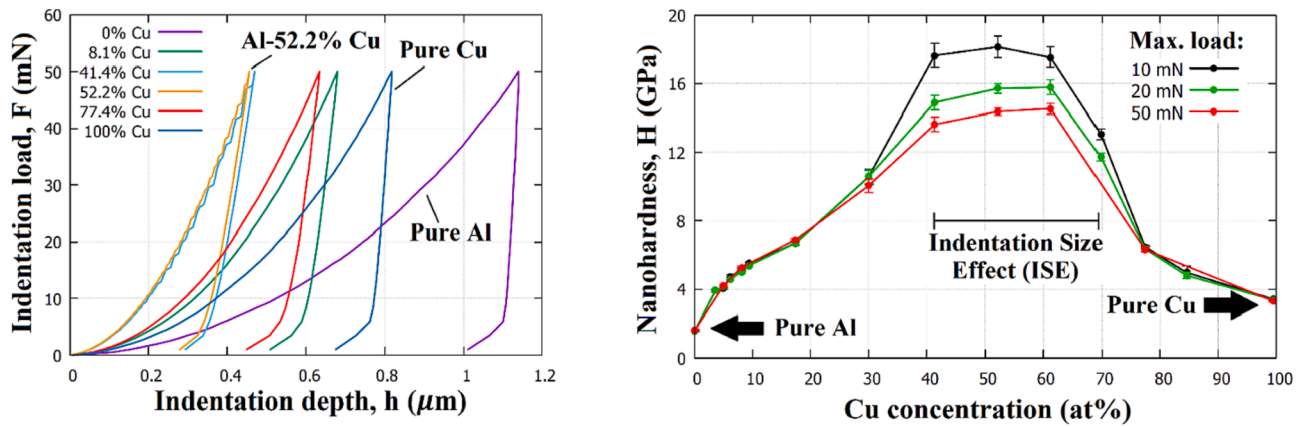 60
50
40
30
20
10
0
Indentation load, F (mN)
0% Cu
8.1% Cu
41.4% Cu
52.2% Cu
77.4% Cu
100% Cu
Al-52.2% Cu
Pure Cu
Pure Al
0 0.2 0.4 0.6 0.8 1 1.2
Indentation depth, h (μm)
20
16
12
8
4
0
Nanohardness, H (GPa)
Max. load:
10 mN
20 mN
50 mN
Indentation Size
Effect (ISE)
Pure Al
Pure Cu
0 10 20 30 40 50 60 70 80 90 100
Cu concentration (at%)